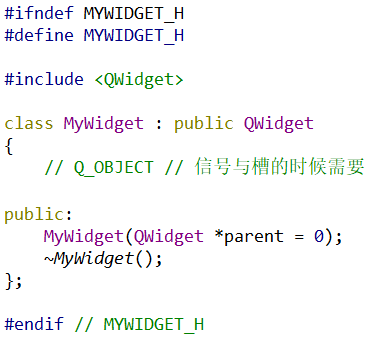 #ifndef MYWIDGET_H
#define MYWIDGET_H
#include <QWidget>
class MyWidget : public QWidget
{
// Q_OBJECT // 信号与槽的时候需要
public:
MyWidget(QWidget *parent = 0);
~MyWidget();
};
#endif // MYWIDGET_H